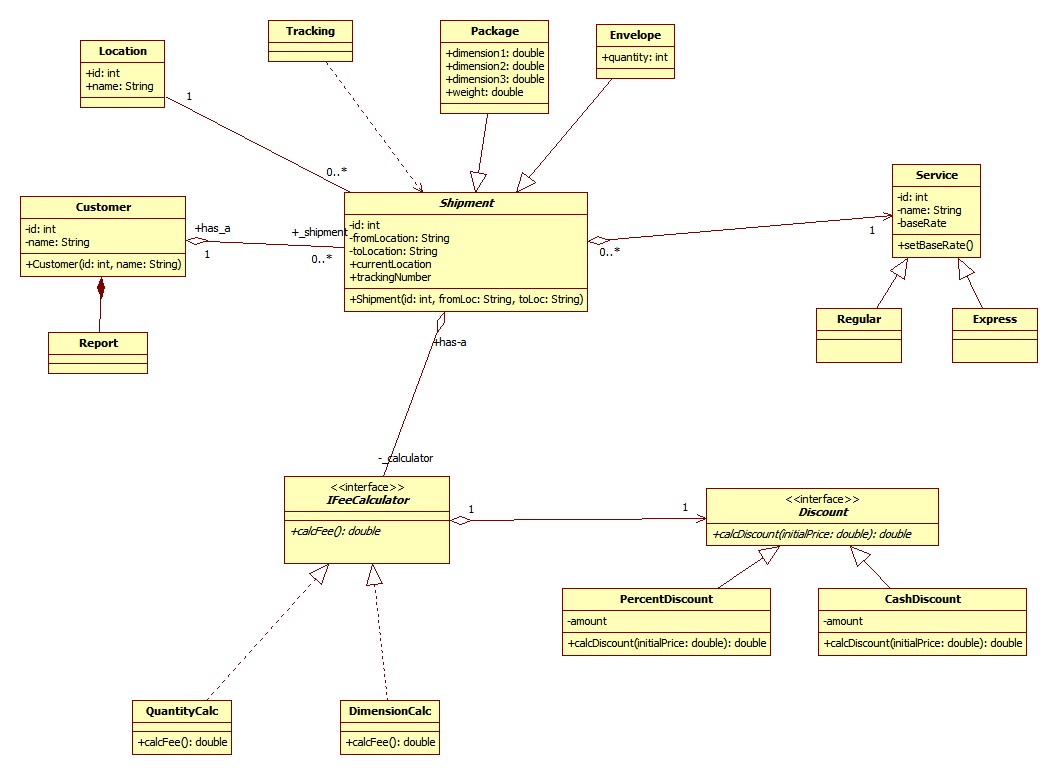 Tracking
Package
+dimension1: double
+dimension2: double
+dimension3: double
+weight: double
Envelope
+quantity: int
Location
+id: int
+name: String
1
0..*
Customer
-id: int
-name: String
+Customer(id: int, name: String)
+has_a
1
+_shipment
0..*
Shipment
-id: int
-fromLocation: String
-toLocation: String
+currentLocation
+trackingNumber
+Shipment(id: int, fromLoc: String, toLoc: String)
0..*
1
Service
-id: int
-name: String
-baseRate
+setBaseRate()
Regular
Express
Report
+has-a
-_calculator
<<interface>>
IFeeCalculator
+calcFee(): double
1
1
<<interface>>
Discount
+calcDiscount(initialPrice: double): double
PercentDiscount
-amount
+calcDiscount(initialPrice: double): double
CashDiscount
-amount
+calcDiscount(initialPrice: double): double
QuantityCalc
+calcFee(): double
DimensionCalc
+calcFee(): double